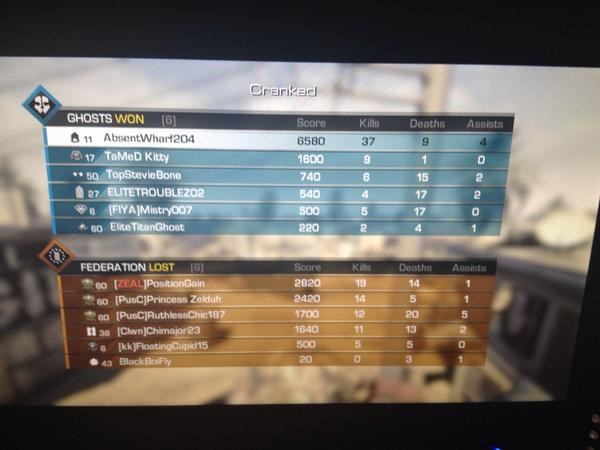 Cranked
GHOSTS WON [6] Score Kills Deaths Assists
11 AbsentWharf204 6580 37 9 4
17 TaMeD Kitty 1600 9 1 0
50 TopStevieBone 740 6 15 2
27 ELITETROUBLEZ02 540 4 17 2
6 [FIYA]Mistry007 500 5 17 0
60 EliteTitanGhost 220 2 4 1
FEDERATION LOST [6] Score Kills Deaths Assists
60 [ZEAL]PositionGain 2820 19 14 1
60 [PusC]Princess Zelduh 2420 14 5 1
60 [PusC]RuthlessChic187 1700 12 20 5
36 [Clwn]Chimajor23 1640 11 13 2
6 [kk]FloatingCupid15 500 5 5 0
43 BlackBoiFly 20 0 3 1